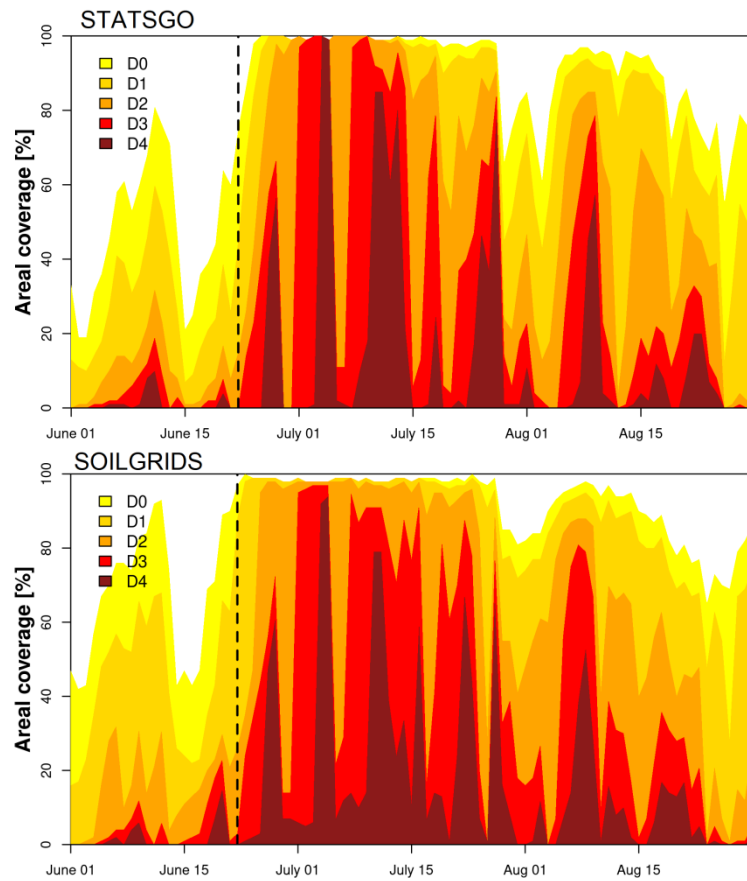 STATSGO
Areal coverage [%]
100
80
60
40
20
0
D0
D1
D2
D3
D4
June 01
June 15
July 01
July 15
Aug 01
Aug 15
SOILGRIDS
Areal coverage [%]
100
80
60
40
20
0
D0
D1
D2
D3
D4
June 01
June 15
July 01
July 15
Aug 01
Aug 15